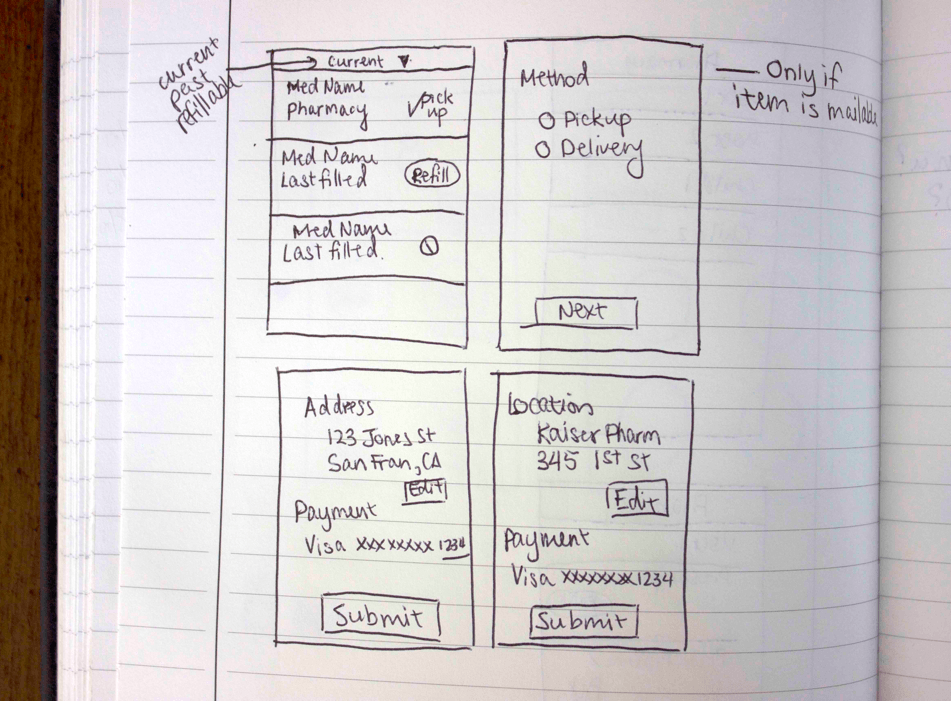 current
past
refillable
current ▼
Med Name
Pharmacy
✓pick
up
Med Name
Last filled
Refill
Med Name
Last filled.
Method
Pickup
Delivery
Next
Only if
item is mailable
Address
123 Jones St
San Fran, CA
Edit
Payment
Visa xxxxxxxxx 1234
Submit
Location
Kaiser Pharm
345 1st St
Edit
Payment
Visa xxxxxxxx1234
Submit